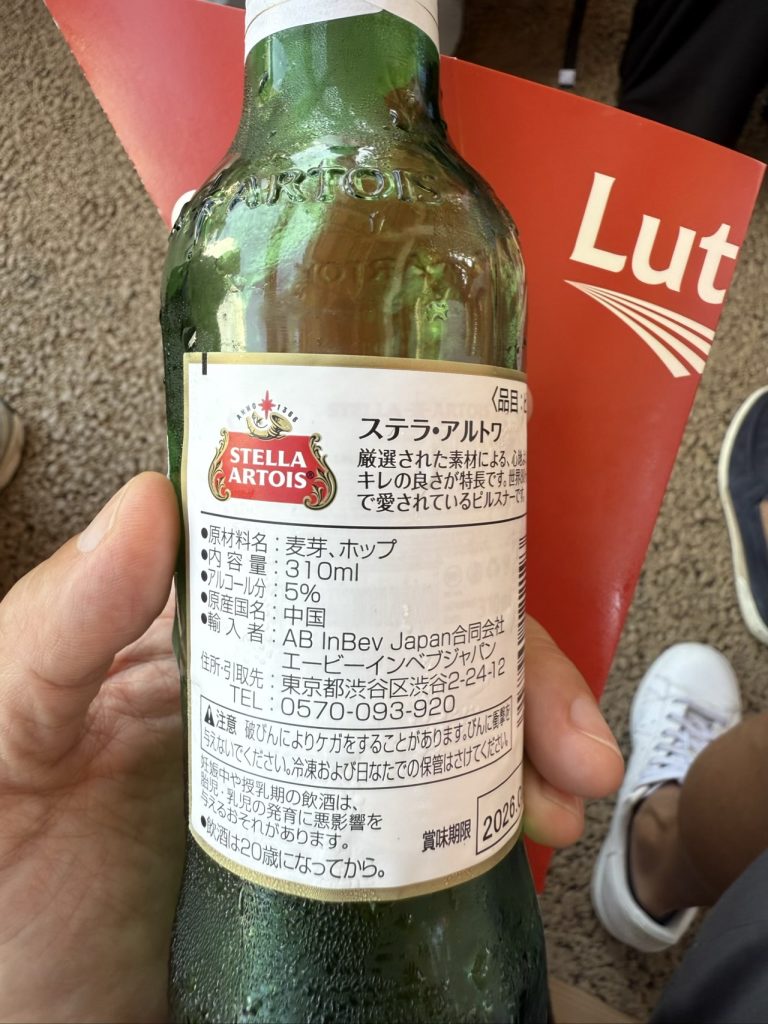 ARTOIS
Lut
〈品目:
ANNO 1366
STELLA
ARTOIS®
ステラ・アルトワ
厳選された素材による、心地よ
キレの良さが特長です。世界
で愛されているピルスナーです
●原材料名:麦芽、ホップ
●内容量:310ml
●アルコール分:5%
●原産国名:中国
●輸入者:AB InBev Japan合同会社
エービーインベブジャパン
住所・引取先:東京都渋谷区渋谷2-24-12
TEL:0570-093-920
⚠注意 破びんによりケガをすることがあります。びんに衝撃を
与えないでください。冷凍および日なたでの保管はさけてください。
妊娠中や授乳期の飲酒は、
胎児・乳児の発育に悪影響を
与えるおそれがあります。
●飲酒は20歳になってから。
賞味期限 2026.0